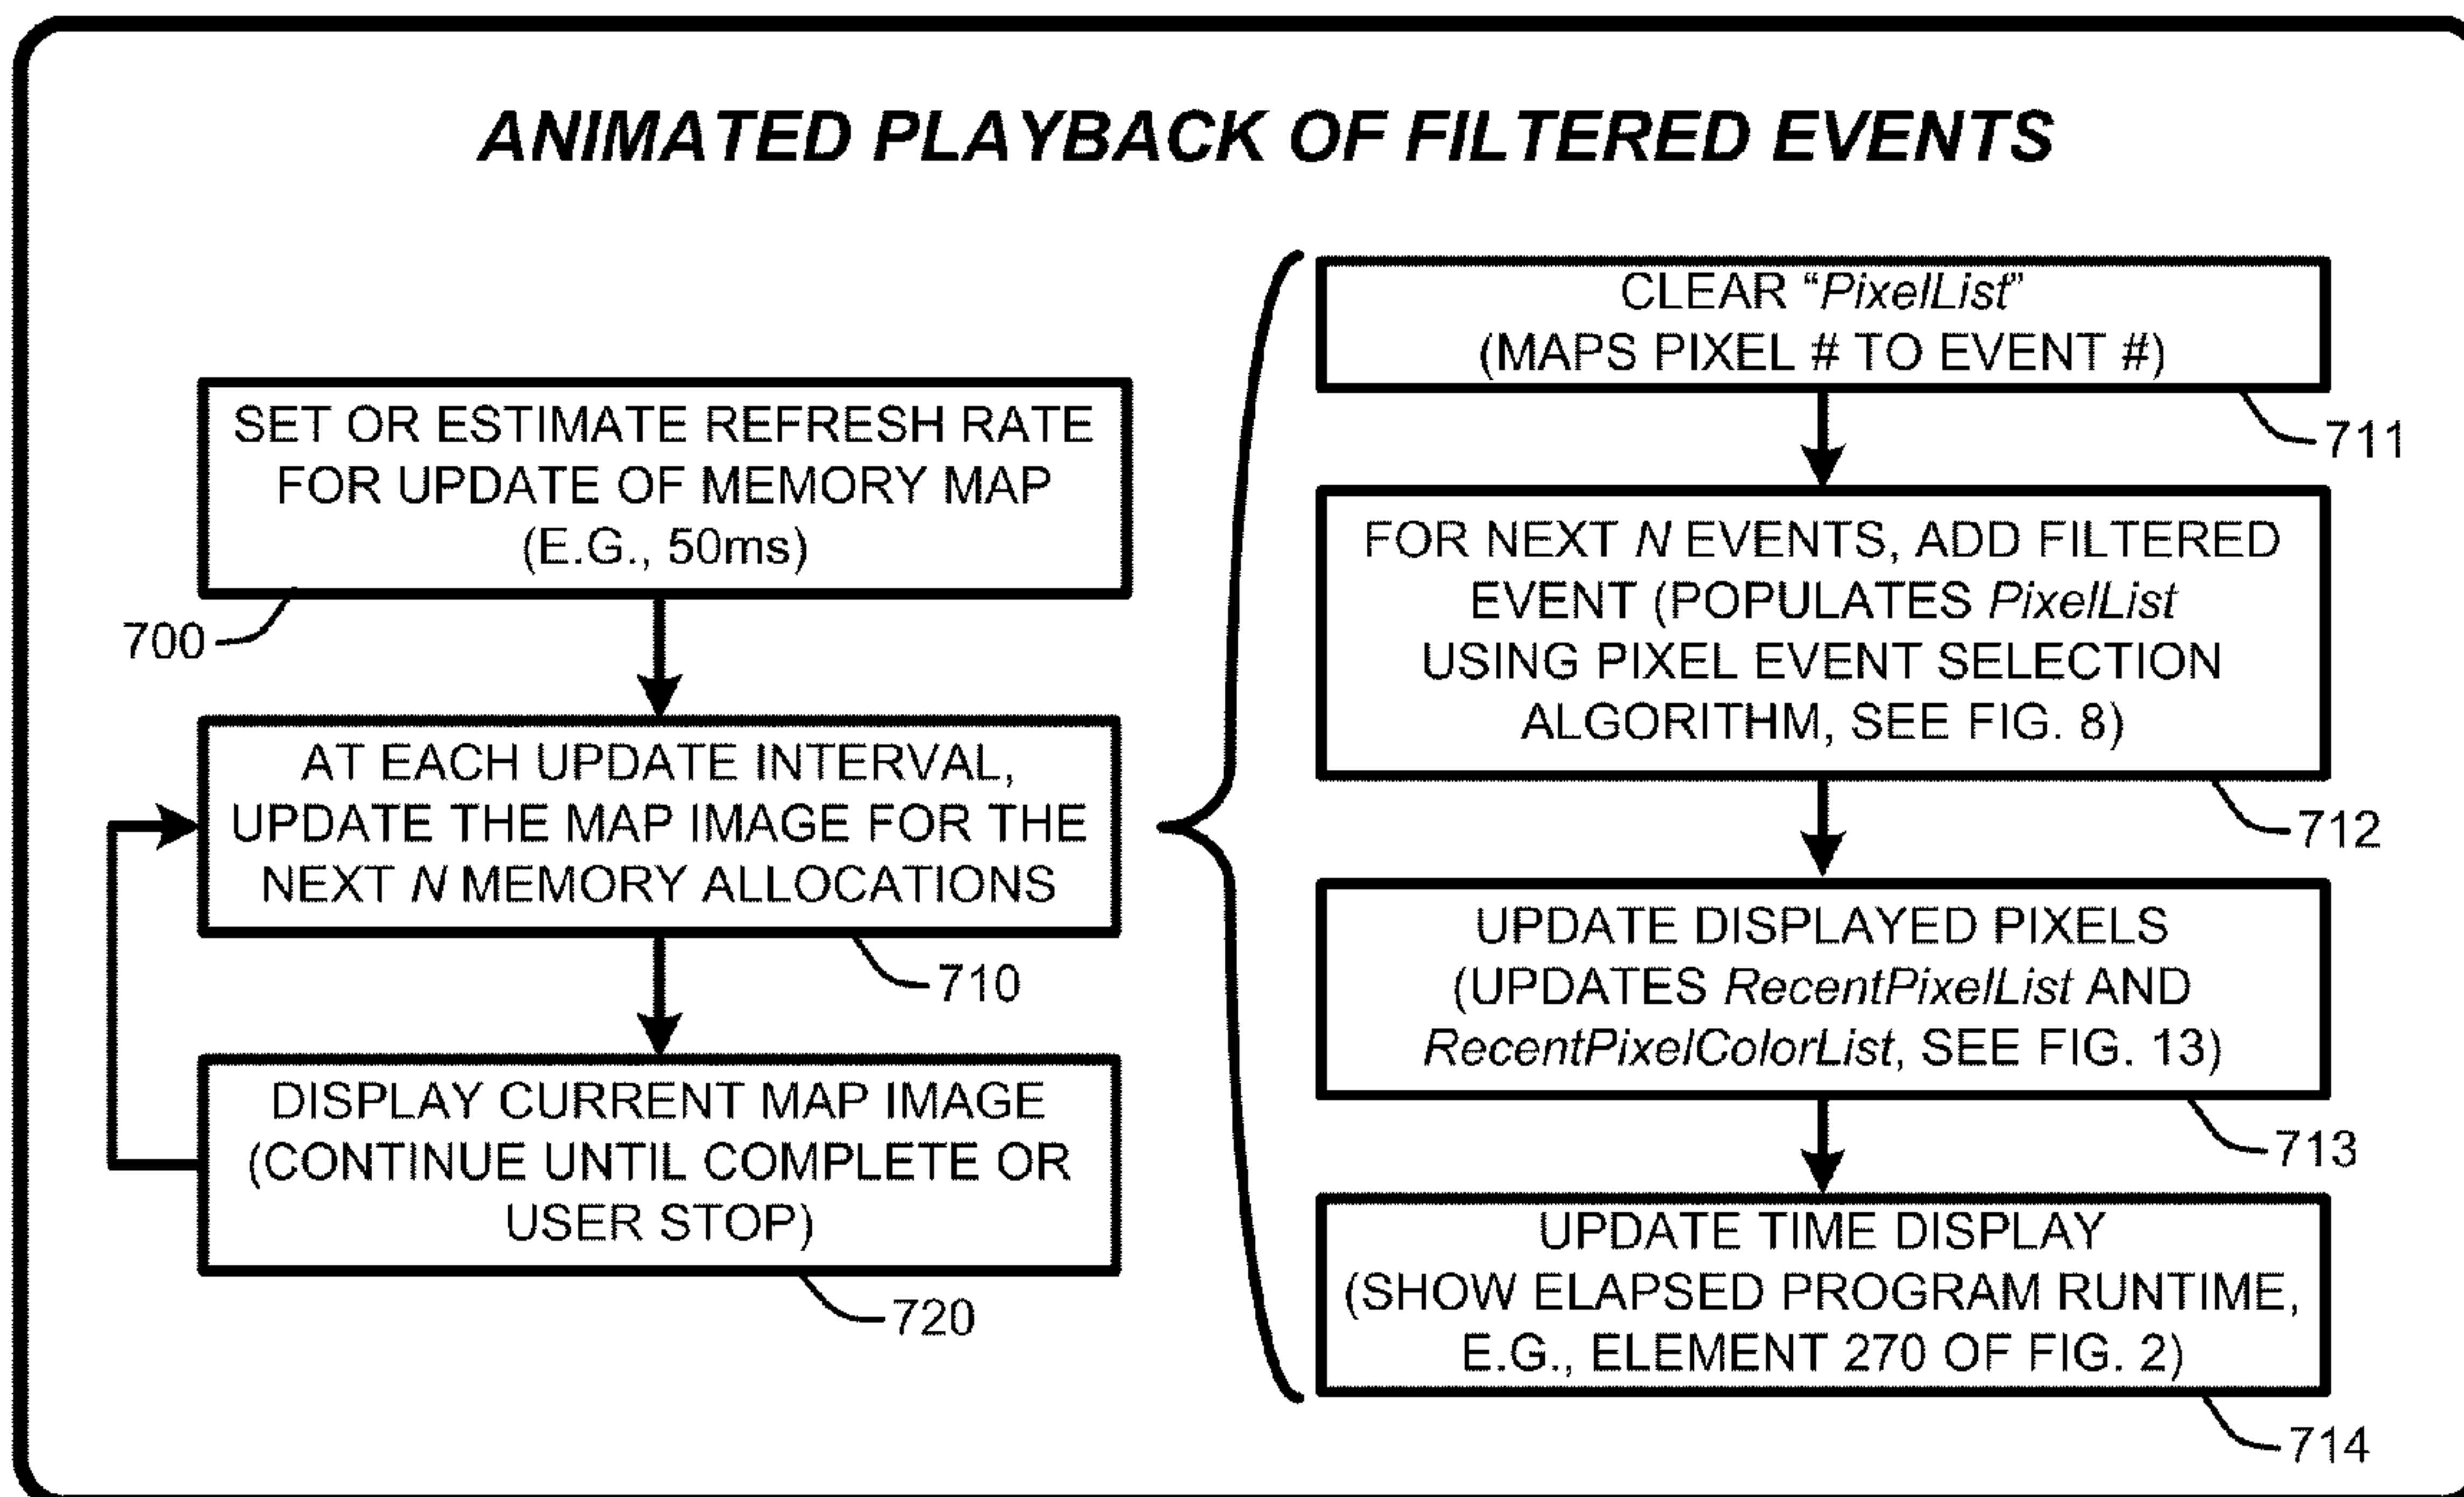 ANIMATED PLAYBACK OF FILTERED EVENTS
SET OR ESTIMATE REFRESH RATE
FOR UPDATE OF MEMORY MAP
(E.G., 50ms)
700
AT EACH UPDATE INTERVAL,
UPDATE THE MAP IMAGE FOR THE
NEXT N MEMORY ALLOCATIONS
710
DISPLAY CURRENT MAP IMAGE
(CONTINUE UNTIL COMPLETE OR
USER STOP)
720
CLEAR “PixelList”
(MAPS PIXEL # TO EVENT #)
711
FOR NEXT N EVENTS, ADD FILTERED
EVENT (POPULATES PixelList
USING PIXEL EVENT SELECTION
ALGORITHM, SEE FIG. 8)
712
UPDATE DISPLAYED PIXELS
(UPDATES RecentPixelList AND
RecentPixelColorList, SEE FIG. 13)
713
UPDATE TIME DISPLAY
(SHOW ELAPSED PROGRAM RUNTIME,
E.G., ELEMENT 270 OF FIG. 2)
714